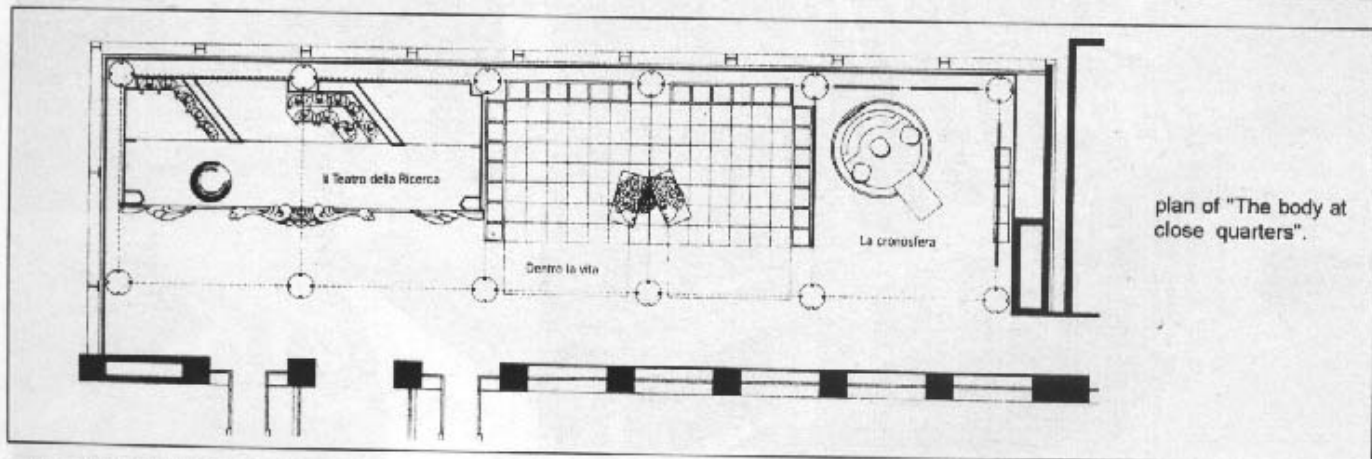 Il Teatro della Ricerca
Dentro la vita
La cronosfera
plan of "The body at
close quarters".